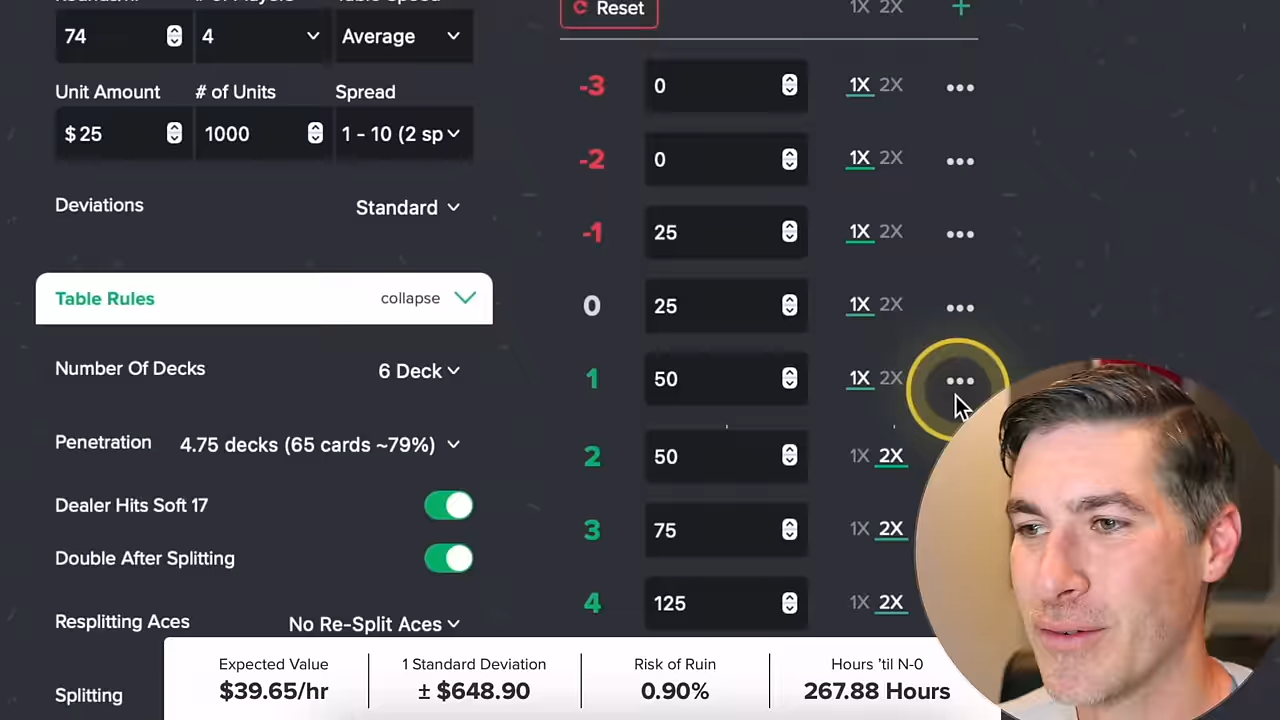 Reset 1X 2X +
74 4 Average
Unit Amount # of Units Spread
$25 1000 1 - 10 (2 sp
Deviations Standard
Table Rules collapse
Number Of Decks 6 Deck
Penetration 4.75 decks (65 cards ~79%)
Dealer Hits Soft 17
Double After Splitting
Resplitting Aces No Re-Split Aces
Splitting
-3 0 1X 2X •••
-2 0 1X 2X •••
-1 25 1X 2X •••
0 25 1X 2X •••
1 50 1X 2X •••
2 50 1X 2X
3 75 1X 2X
4 125 1X 2X
Expected Value 1 Standard Deviation Risk of Ruin Hours 'til N-0
$39.65/hr ± $648.90 0.90% 267.88 Hours